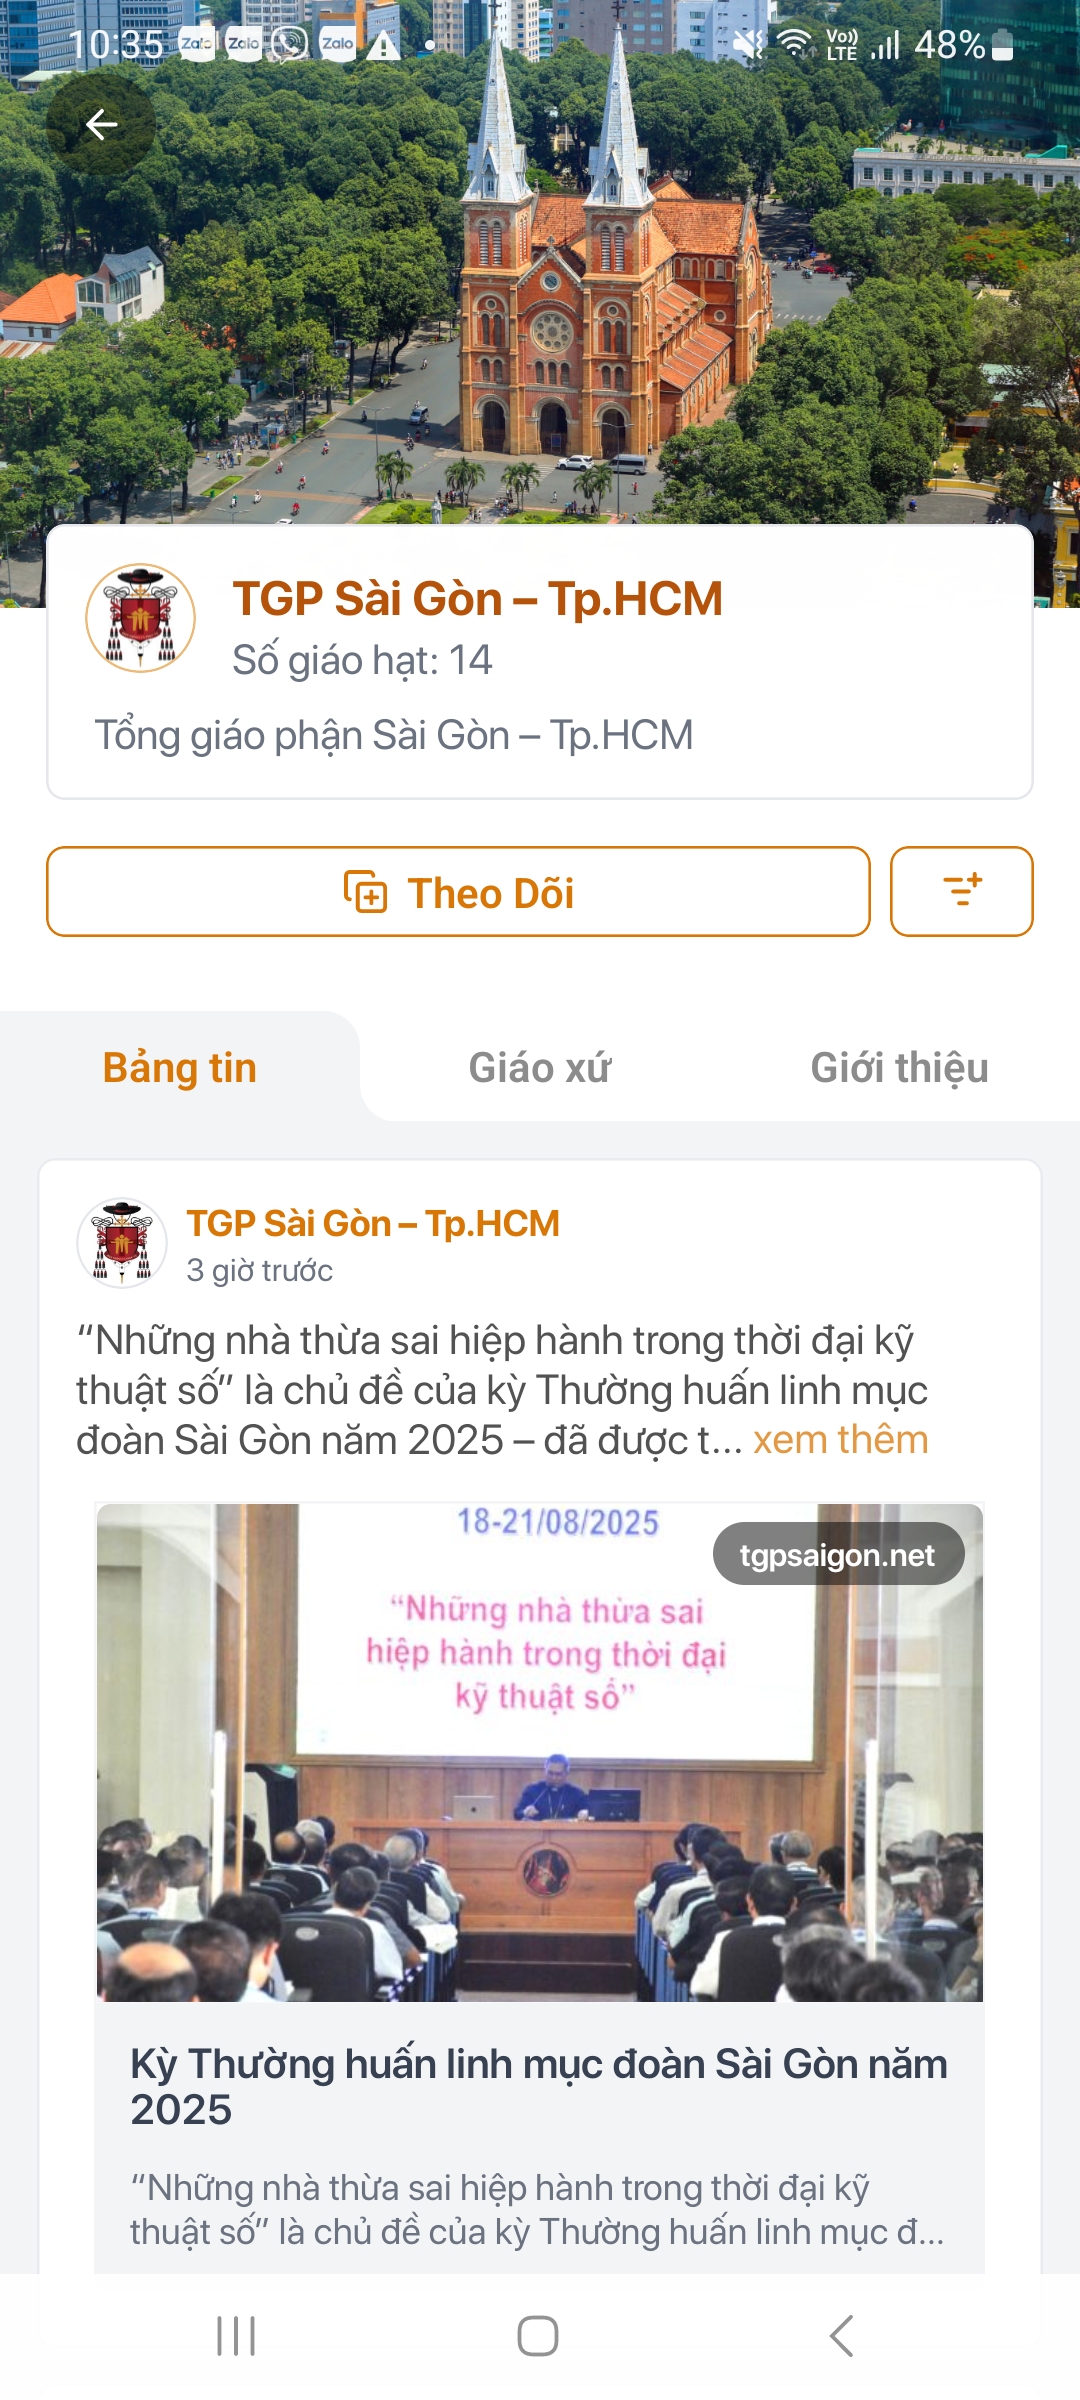 10:35 Zalo Zalo Zalo Vo)) LTE 48%
TGP Sài Gòn – Tp.HCM
Số giáo hạt: 14
Tổng giáo phận Sài Gòn – Tp.HCM
Theo Dõi
Bảng tin Giáo xứ Giới thiệu
TGP Sài Gòn – Tp.HCM
3 giờ trước
“Những nhà thừa sai hiệp hành trong thời đại kỹ
thuật số” là chủ đề của kỳ Thường huấn linh mục
đoàn Sài Gòn năm 2025 – đã được t... xem thêm
18-21/08/2025
tgpsaigon.net
“Những nhà thừa sai
hiệp hành trong thời đại
kỹ thuật số”
Kỳ Thường huấn linh mục đoàn Sài Gòn năm
2025
“Những nhà thừa sai hiệp hành trong thời đại kỹ
thuật số” là chủ đề của kỳ Thường huấn linh mục đ...